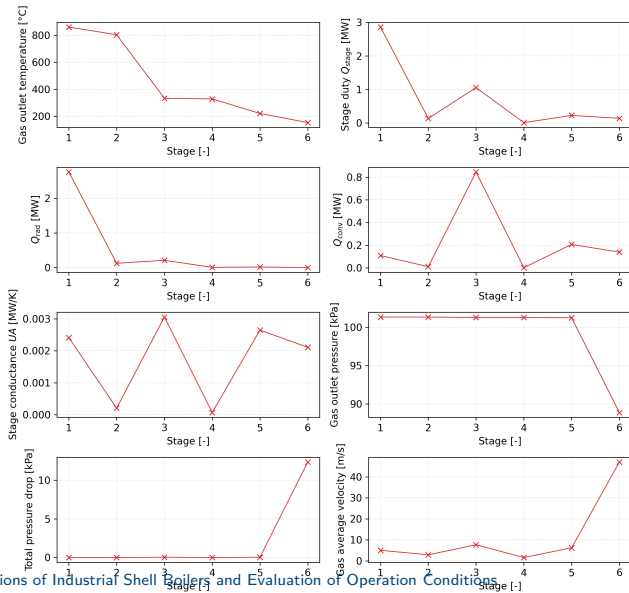 Gas outlet temperature [°C]
800
600
400
200
1 2 3 4 5 6
Stage [-]
Stage duty Qstage [MW]
3
2
1
0
1 2 3 4 5 6
Stage [-]
Qrad [MW]
2
1
0
1 2 3 4 5 6
Stage [-]
Qconv [MW]
0.8
0.6
0.4
0.2
0.0
1 2 3 4 5 6
Stage [-]
Stage conductance UA [MW/K]
0.003
0.002
0.001
0.000
1 2 3 4 5 6
Stage [-]
Gas outlet pressure [kPa]
100
95
90
1 2 3 4 5 6
Stage [-]
Total pressure drop [kPa]
10
5
0
1 2 3 4 5 6
Stage [-]
Gas average velocity [m/s]
40
30
20
10
0
1 2 3 4 5 6
Stage [-]
ions of Industrial Shell Boilers and Evaluation of Operation Conditions